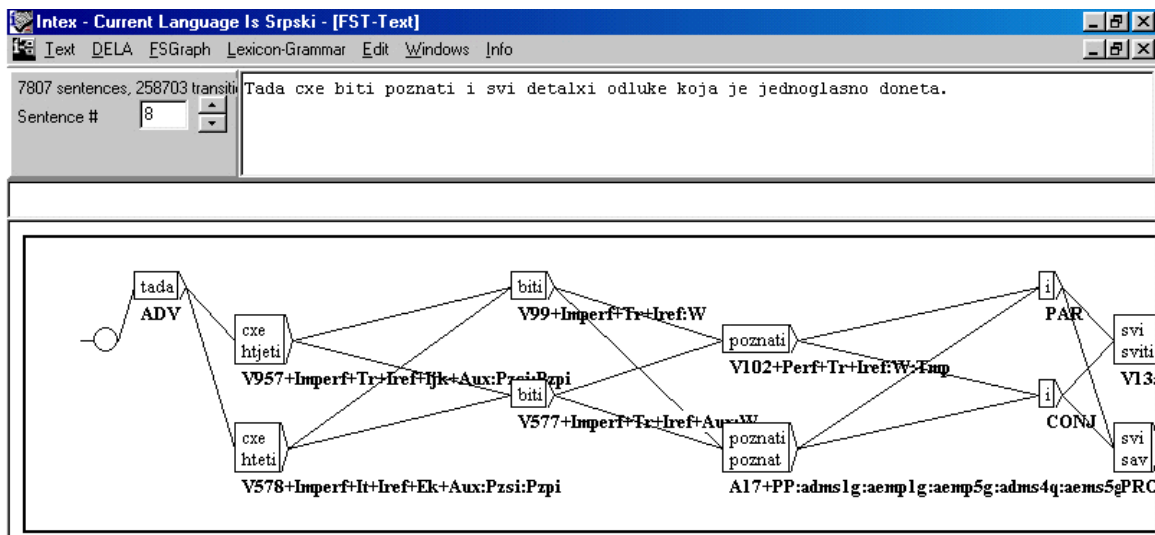 Intex - Current Language Is Srpski - [FST-Text]
Text DELA FSGraph Lexicon-Grammar Edit Windows Info
7807 sentences, 258703 transiti
Sentence # 8
Tada cxe biti poznati i svi detalxi odluke koja je jednoglasno doneta.
tada
ADV
biti
V99+Imperf+Tr+Iref:W
i
PAR
cxe
htjeti
V957+Imperf+Tr+Iref+Ijk+Aux:Pzsi:Pzpi
poznati
V102+Perf+Tr+Iref:W:Tmp
svi
sviti
V13
biti
V577+Imperf+Tr+Iref+Aux:W
i
CONJ
cxe
hteti
V578+Imperf+It+Iref+Ek+Aux:Pzsi:Pzpi
poznati
poznat
A17+PP:adms1g:aemp1g:aemp5g:adms4q:aems5g
svi
sav
PRO